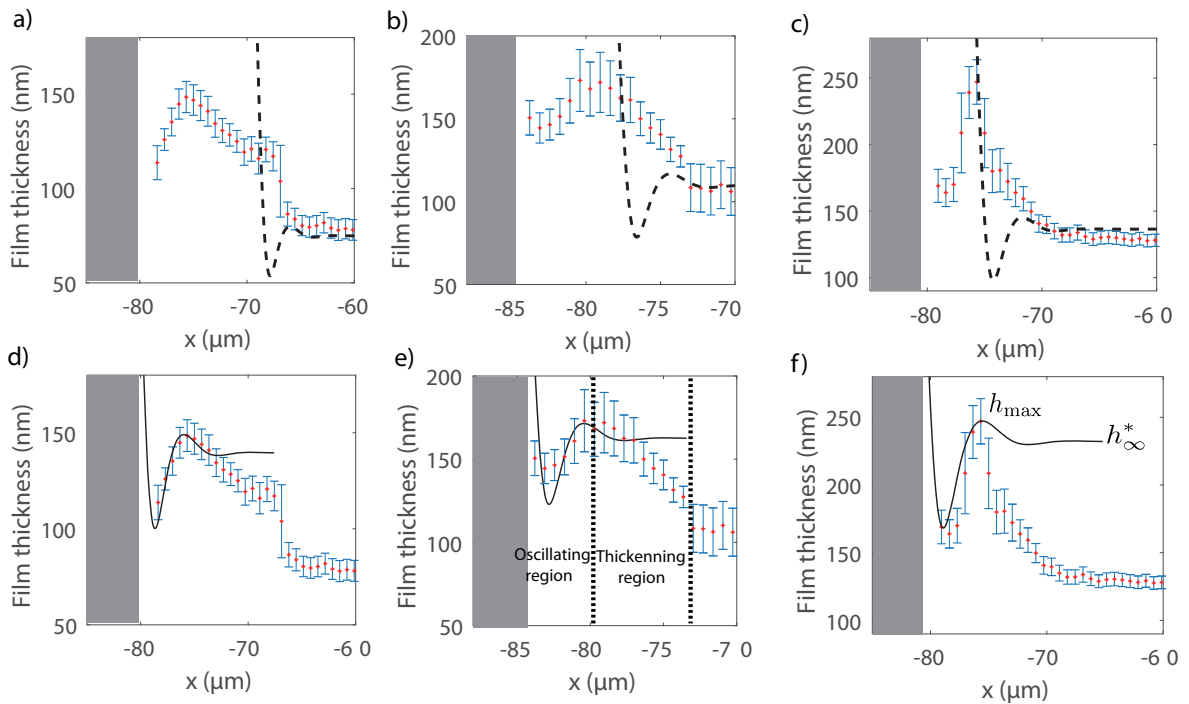 a)
Film thickness (nm)
150
100
50
-80
-70
-60
x (μm)
b)
Film thickness (nm)
200
150
100
50
-85
-80
-75
-70
x (μm)
c)
Film thickness (nm)
250
200
150
100
-80
-70
-6 0
x (μm)
d)
Film thickness (nm)
150
100
50
-80
-70
-6 0
x (μm)
e)
Film thickness (nm)
200
150
100
50
Oscillating
region
Thickenning
region
-85
-80
-75
-7 0
x (μm)
f)
Film thickness (nm)
250
200
150
100
hmax
h*∞
-80
-70
-6 0
x (μm)